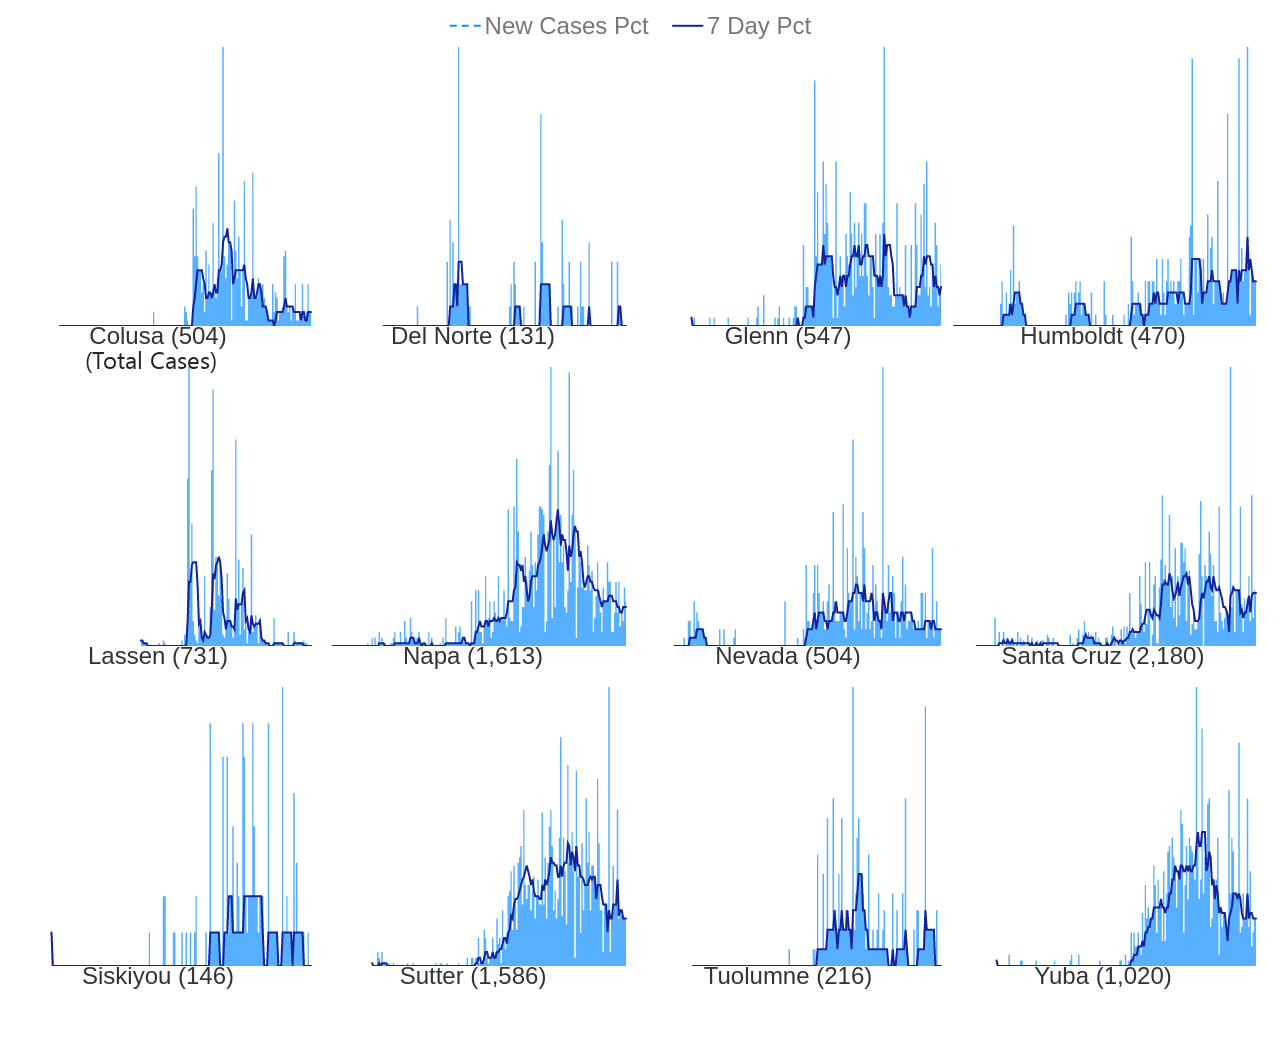 New Cases Pct 7 Day Pct
Colusa (504) Del Norte (131) Glenn (547) Humboldt (470)
(Total Cases)
Lassen (731) Napa (1,613) Nevada (504) Santa Cruz (2,180)
Siskiyou (146) Sutter (1,586) Tuolumne (216) Yuba (1,020)